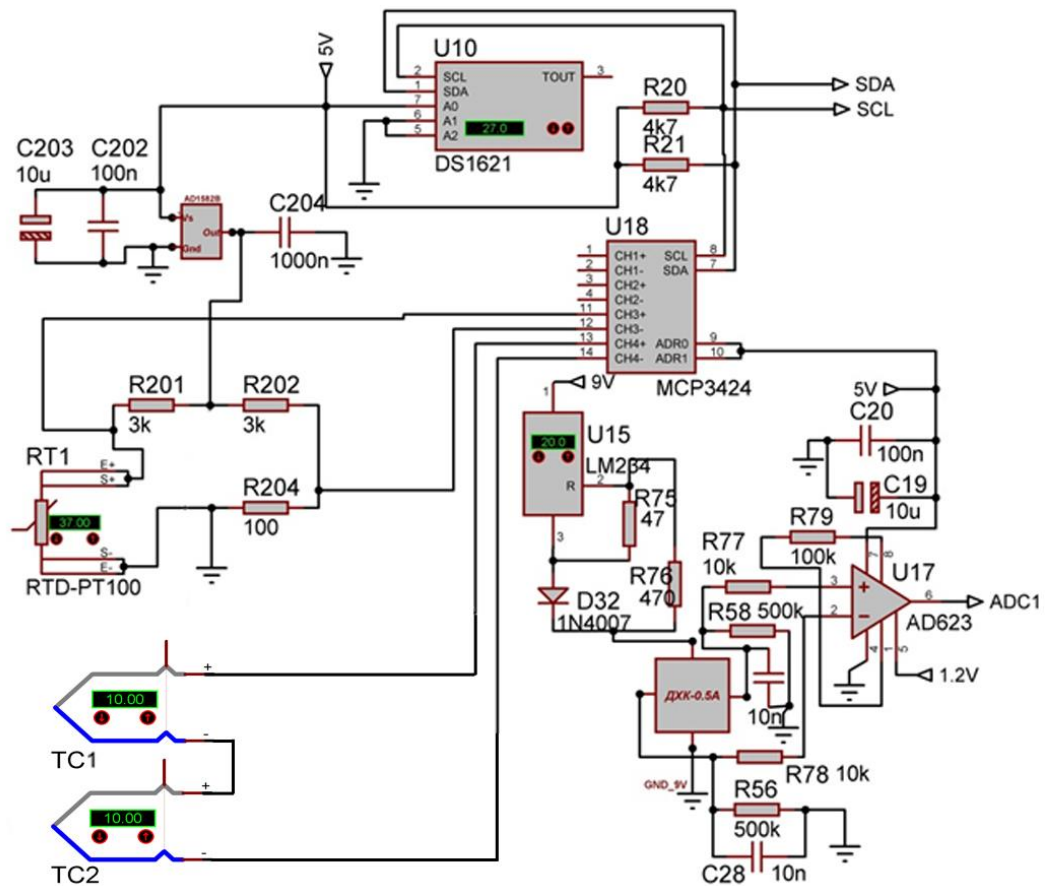 5V
U10
2 SCL TOUT 3
1 SDA
7 A0
6 A1
5 A2
27.0
DS1621
R20
4k7
R21
4k7
SDA
SCL
C203
10u
C202
100n
AD1582B
Vs
Out
Gnd
C204
1000n
U18
1 CH1+ SCL 8
2 CH1- SDA 7
3 CH2+
4 CH2-
11 CH3+
12 CH3-
13 CH4+ ADR0 9
14 CH4- ADR1 10
MCP3424
R201
3k
R202
3k
R204
100
RT1
E+
S+
37.00
S-
E-
RTD-PT100
9V
1
U15
20.0
LM234
R 2
3
R75
47
R76
470
D32
1N4007
5V
C20
100n
C19
10u
R79
100k
R77
10k
R58 500k
7 8
U17
3 +
2 -
6
ADC1
AD623
4 1 5
1.2V
10n
ДХК-0.5А
GND_9V
R78 10k
R56
500k
C28 10n
+
10.00
-
TC1
+
10.00
-
TC2